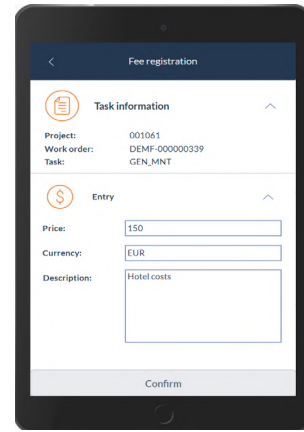 Fee registration
Task information
Project: 001061
Work order: DEMF-000000339
Task: GEN_MNT
Entry
Price: 150
Currency: EUR
Description: Hotel costs
Confirm